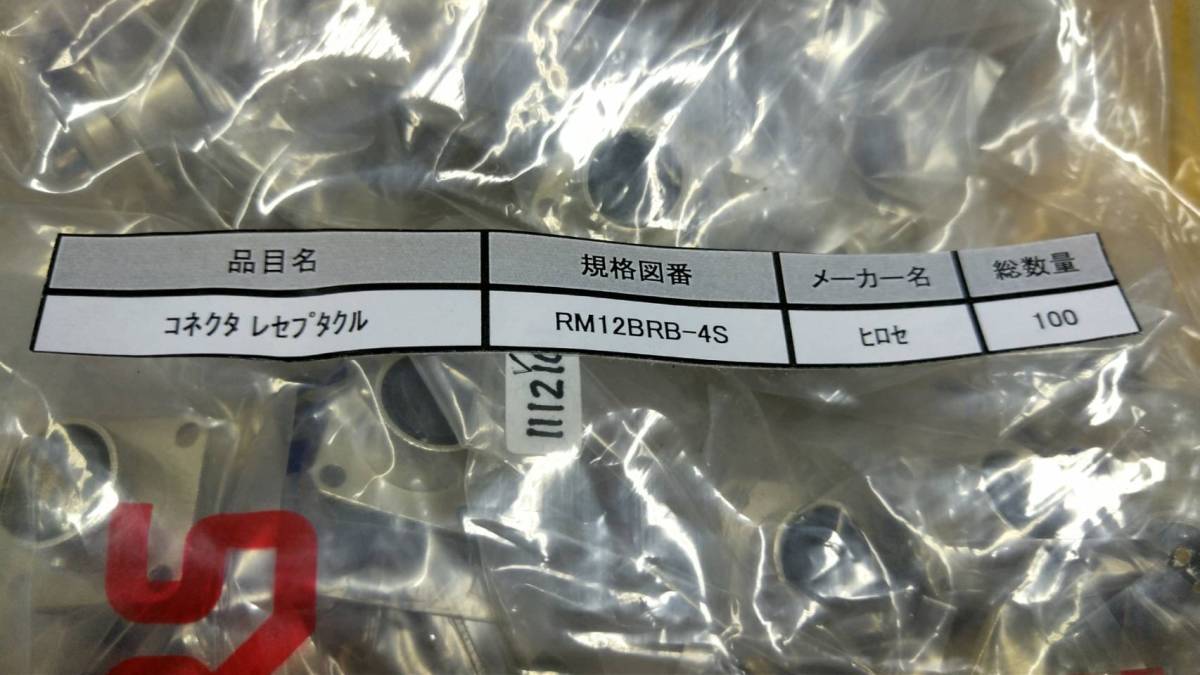 品目名 規格図番 メーカー名 総数量
コネクタ レセプタクル RM12BRB-4S ヒロセ 100